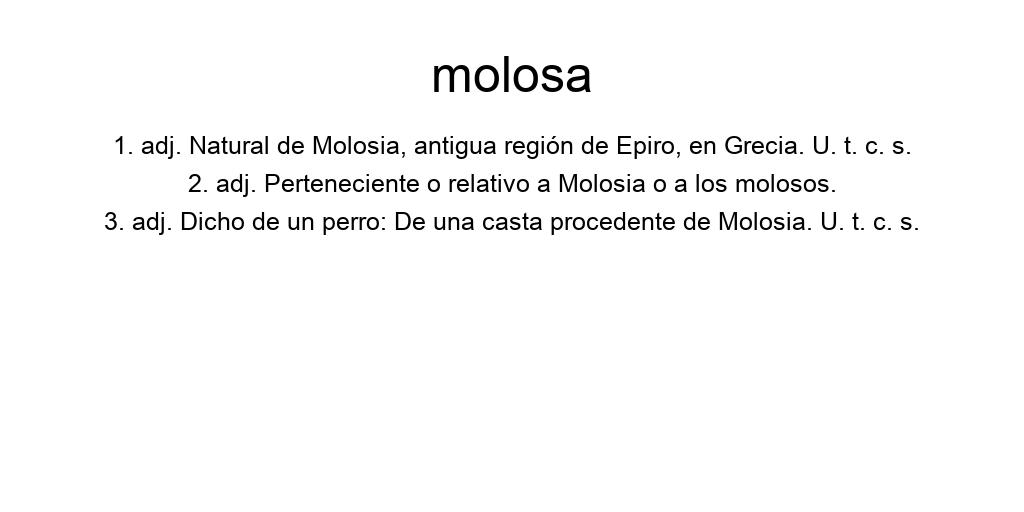 molosa
1. adj. Natural de Molosia, antigua región de Epiro, en Grecia. U. t. c. s.
2. adj. Perteneciente o relativo a Molosia o a los molosos.
3. adj. Dicho de un perro: De una casta procedente de Molosia. U. t. c. s.